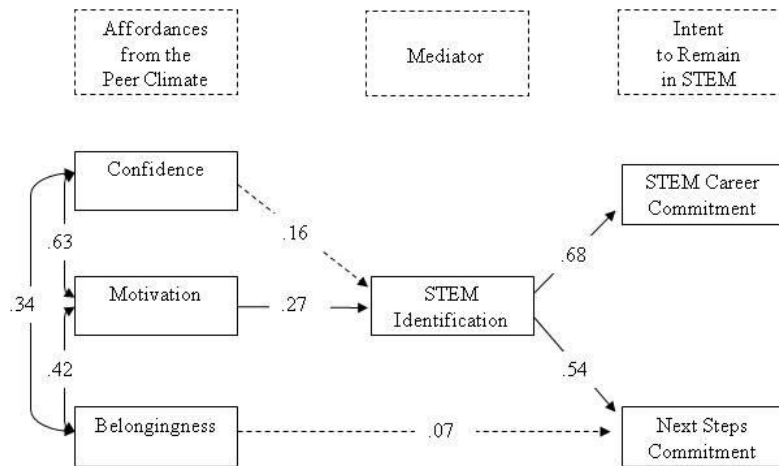 Affordances
from the
Peer Climate
Mediator
Intent
to Remain
in STEM
Confidence
STEM Career
Commitment
.16
.63
.68
Motivation
.27
STEM
Identification
.34
.42
.54
Belongingness
.07
Next Steps
Commitment